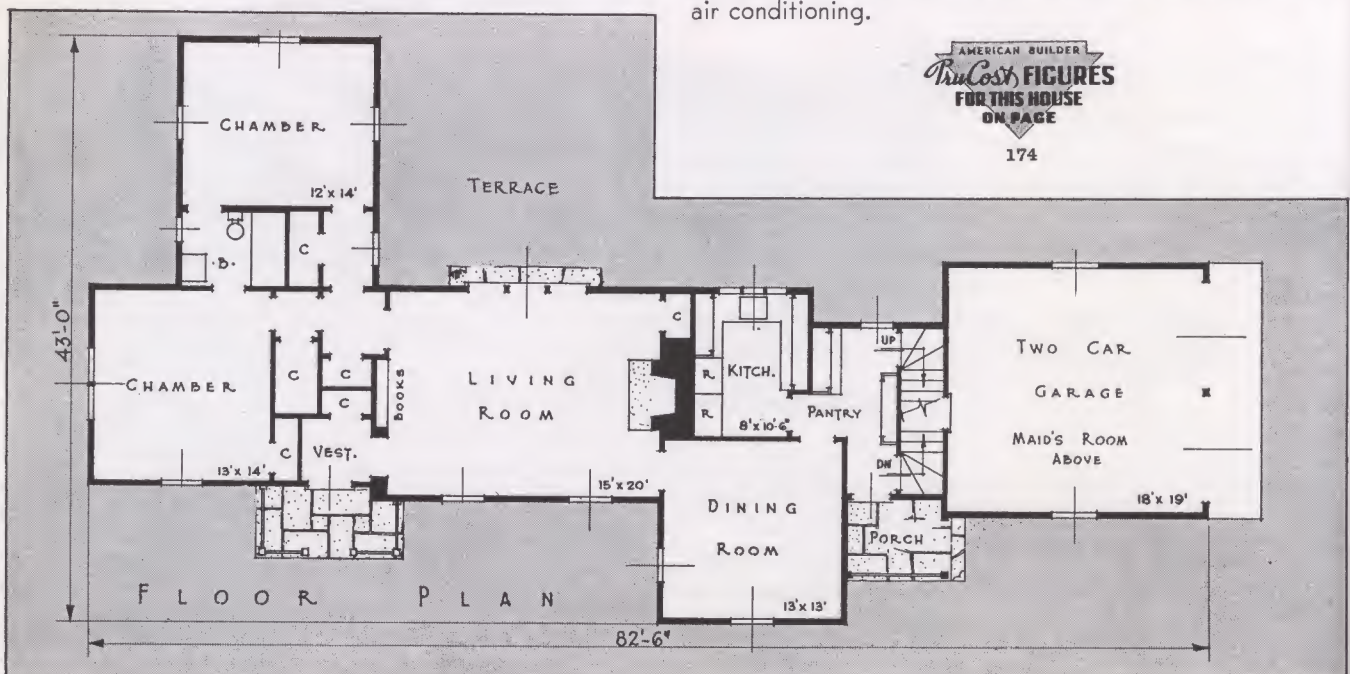 air conditioning.
AMERICAN BUILDER
TruCost FIGURES
FOR THIS HOUSE
ON PAGE
174
CHAMBER
12'x 14'
TERRACE
B.
C
CHAMBER
13'x 14'
C
C
C
C
VEST.
BOOKS
LIVING
ROOM
15'x 20'
C
R
R
KITCH.
8'x10'-6"
PANTRY
UP
DN
DINING
ROOM
13'x 13'
PORCH
TWO CAR
GARAGE
MAID'S ROOM
ABOVE
18'x 19'
43'-0"
FLOOR PLAN
82'-6"